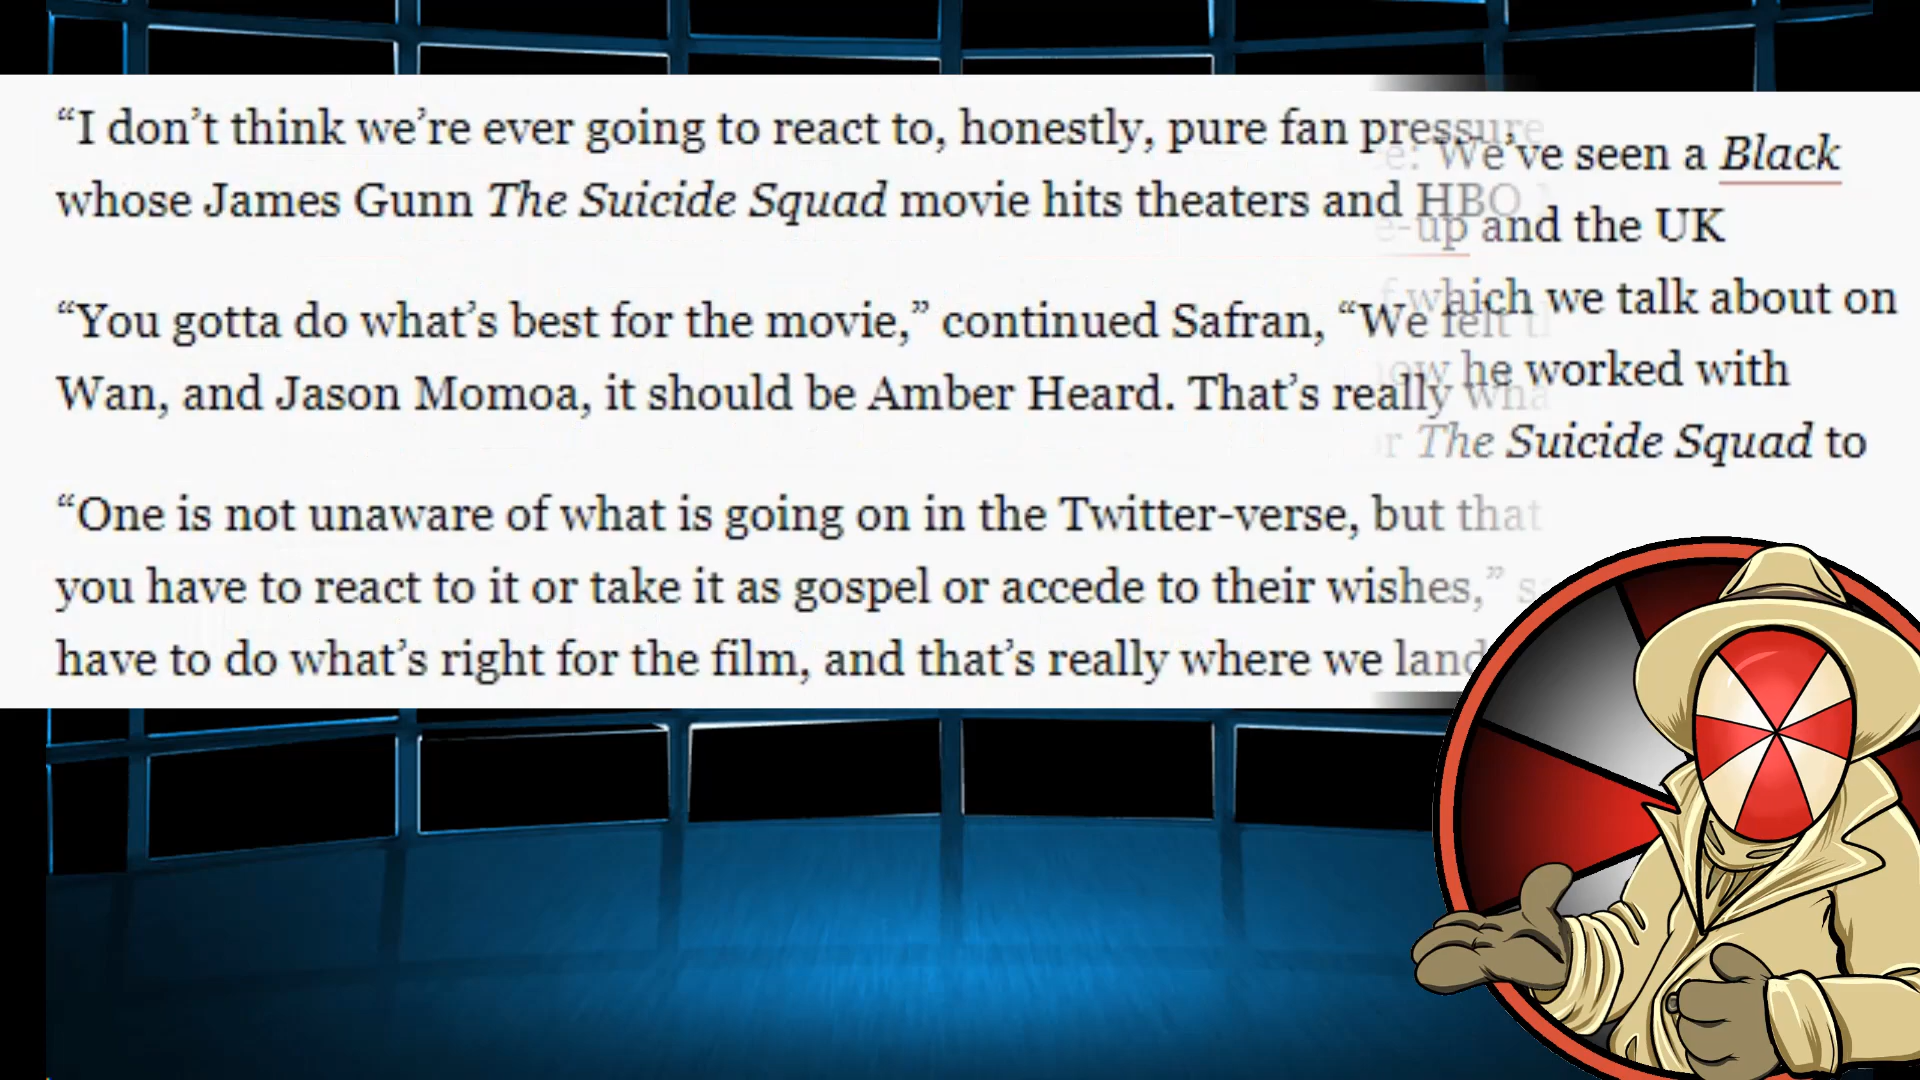 “I don’t think we’re ever going to react to, honestly, pure fan pressure
We’ve seen a Black
whose James Gunn The Suicide Squad movie hits theaters and HBO
e-up and the UK
which we talk about on
“You gotta do what’s best for the movie,” continued Safran, “We felt
he worked with
Wan, and Jason Momoa, it should be Amber Heard. That’s really
The Suicide Squad to
“One is not unaware of what is going on in the Twitter-verse, but that
you have to react to it or take it as gospel or accede to their wishes,”
have to do what’s right for the film, and that’s really where we land